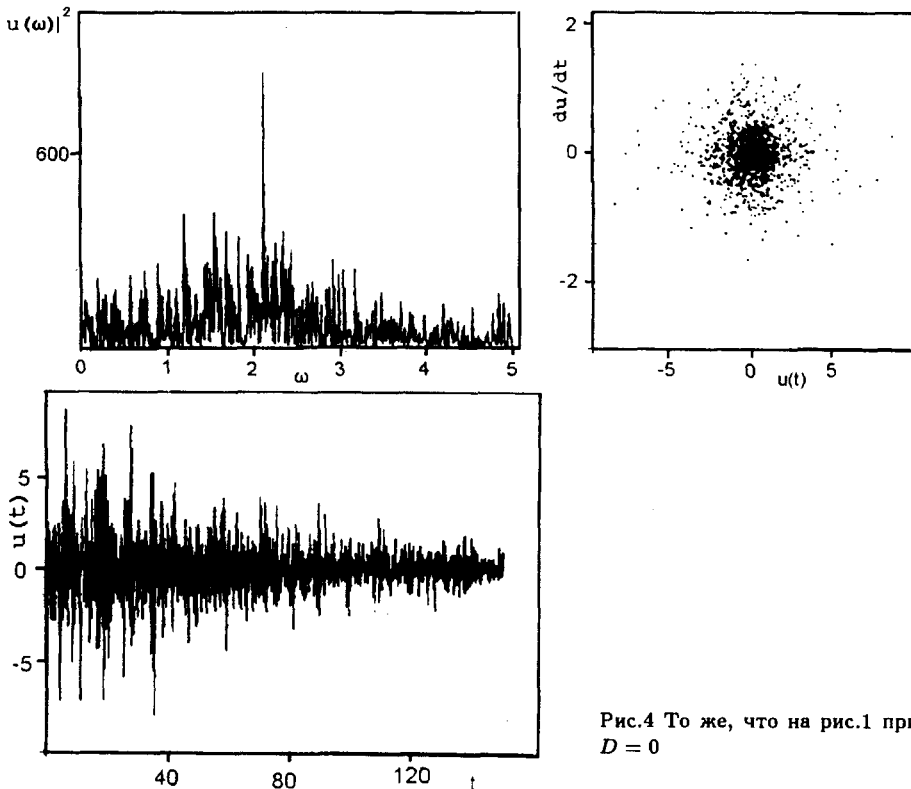 u(ω)|²
600
0 1 2 3 4 5
ω
du/dt
2
0
-2
-5 0 5
u(t)
u(t)
5
0
-5
40 80 120 t
Рис.4 То же, что на рис.1 при
D = 0